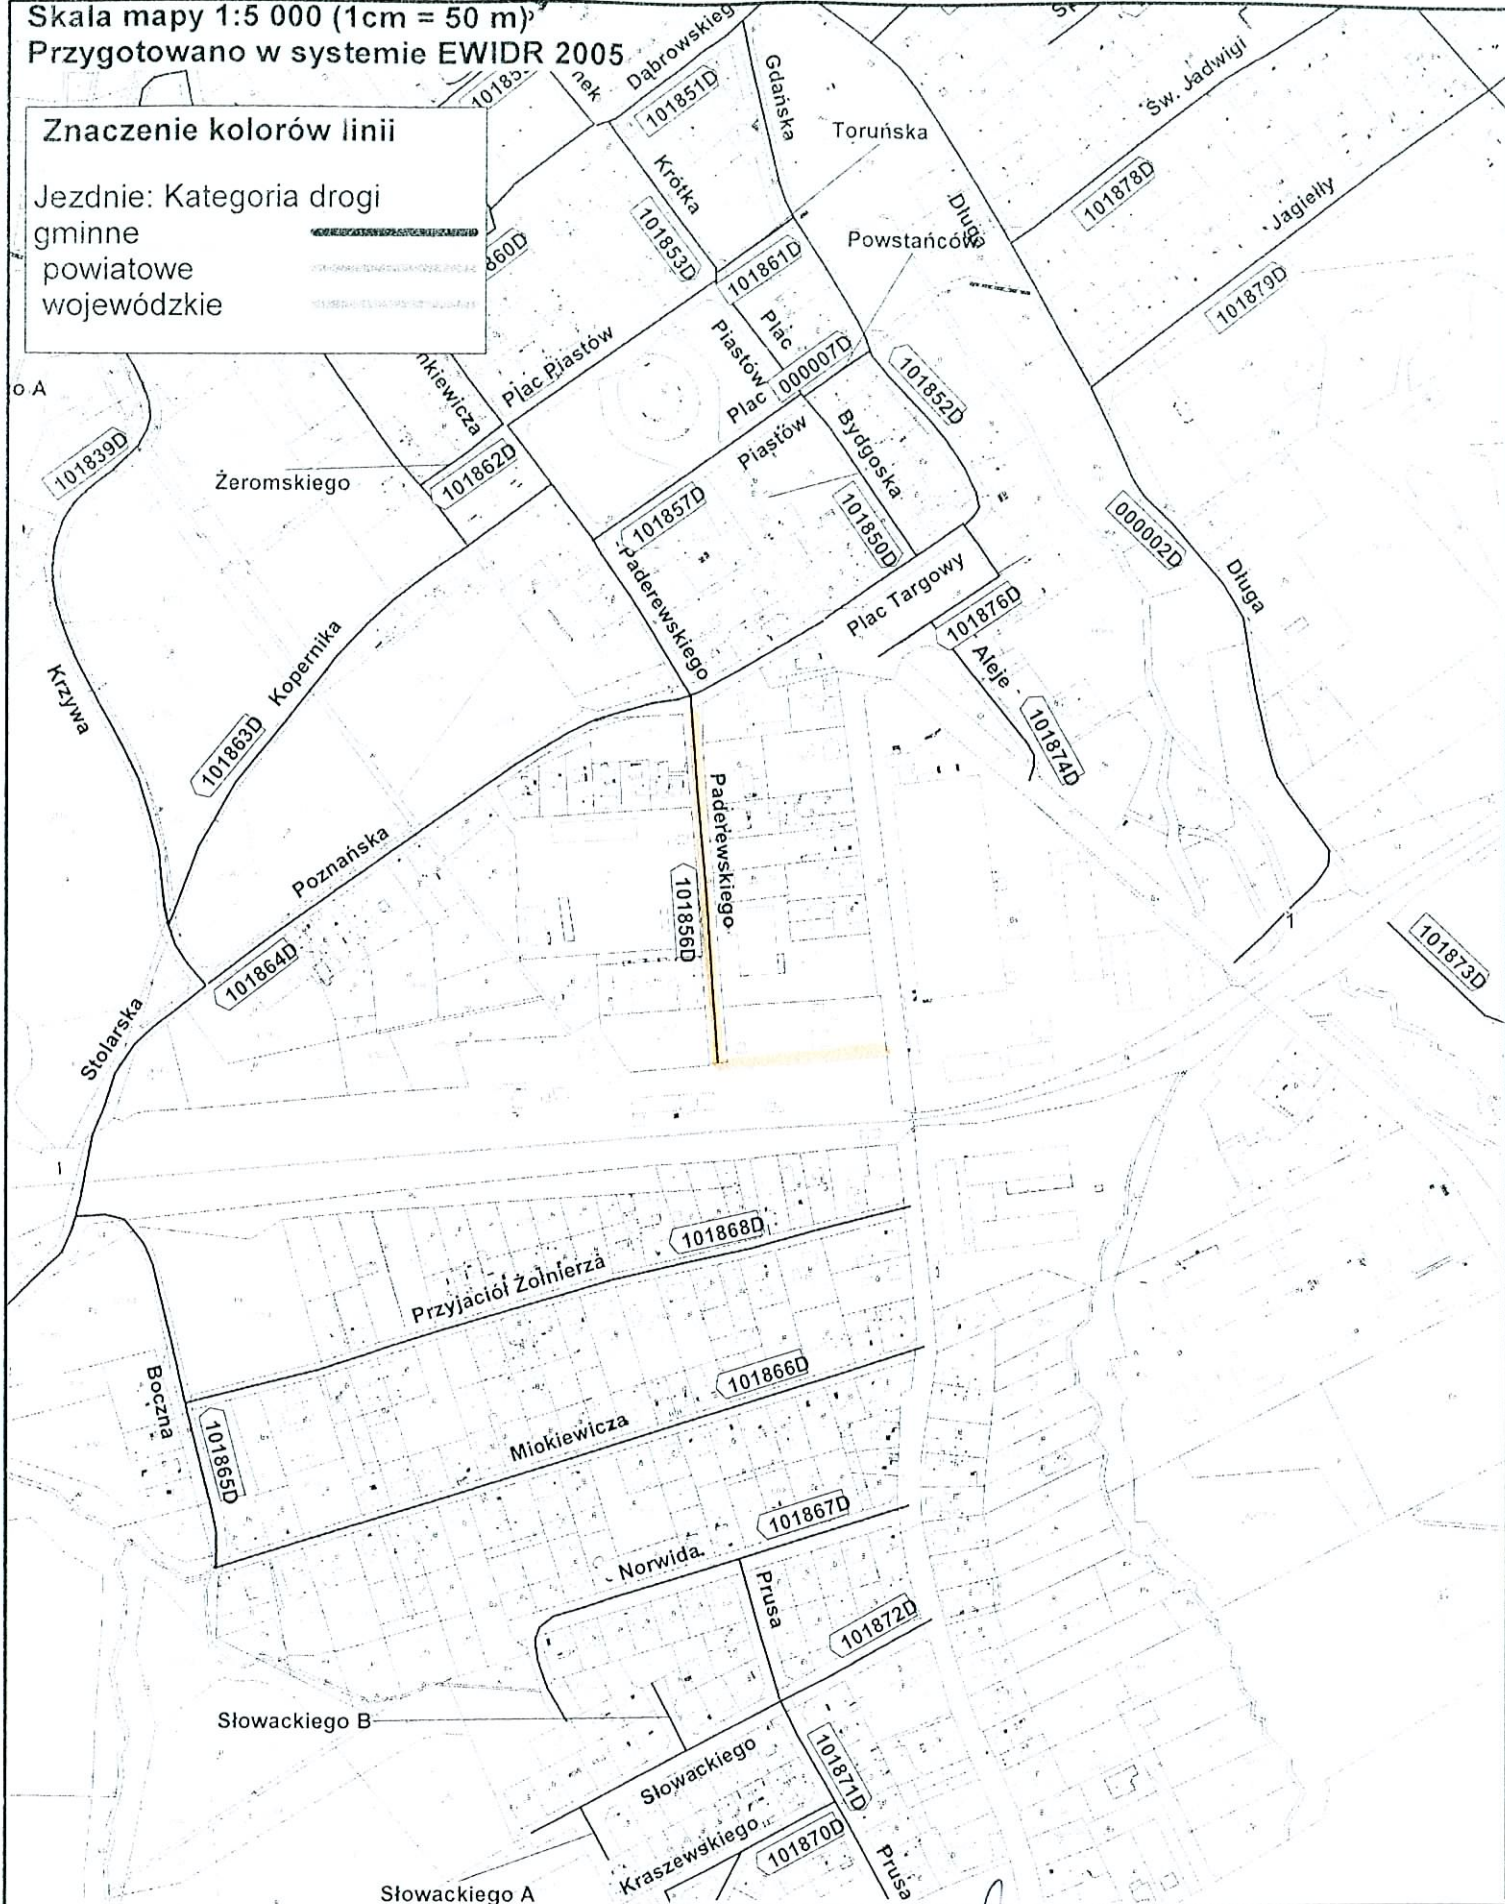 Skala mapy 1:5 000 (1cm = 50 m)
Przygotowano w systemie EWIDR 2005
Znaczenie kolorów linii
Jezdnie: Kategoria drogi
gminne
powiatowe
wojewódzkie
Dąbrowskieg
101851D
Gdańska
Toruńska
Św. Jadwigi
Krótka
101878D
Jagiełły
101853D
Długa
Powstańców
860D
101861D
101879D
Plac
Piastów
Plac Piastów
000007D
Plac
nkiewicza
101852D
o A
101839D
Żeromskiego
101862D
Piastów
Bydgoska
101857D
101850D
000002D
Długa
Paderewskiego
Plac Targowy
101876D
Aleje
Kopernika
Krzywa
101863D
101874D
Paderewskiego
Poznańska
101856D
101864D
101873D
Stolarska
101868D
Przyjaciół Żołnierza
101866D
Boczna
101865D
Miokiewicza
101867D
Norwida
Prusa
101872D
Słowackiego B
Słowackiego
101871D
Kraszewskiego
101870D
Prusa
Słowackiego A